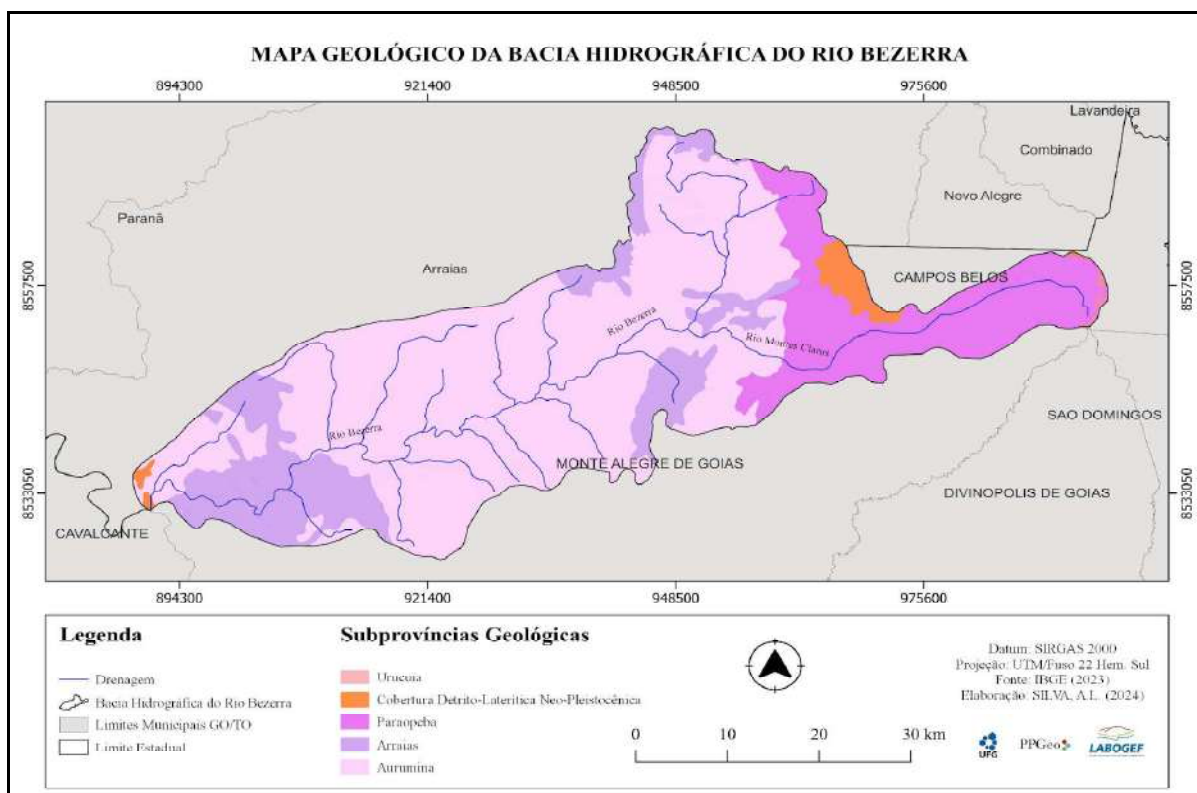 MAPA GEOLÓGICO DA BACIA HIDROGRÁFICA DO RIO BEZERRA
894300 921400 948500 975600
Lavandeira
Combinado
Novo Alegre
Paranã
Arraias
CAMPOS BELOS
8557500
8557500
Rio Bezerra
Rio Montes Claros
Rio Bezerra
SAO DOMINGOS
MONTE ALEGRE DE GOIAS
8533050
DIVINOPOLIS DE GOIAS
8533050
CAVALCANTE
894300 921400 948500 975600
Legenda
Drenagem
Bacia Hidrográfica do Rio Bezerra
Limites Municipais GO/TO
Limite Estadual
Subprovíncias Geológicas
Urucuia
Cobertura Detrito-Laterítica Neo-Pleistocênica
Paraopeba
Arraias
Aurumina
0 10 20 30 km
Datum: SIRGAS 2000
Projeção: UTM/Fuso 22 Hem. Sul
Fonte: IBGE (2023)
Elaboração: SILVA, A.L. (2024)
UFG PPGeo LABOGEF